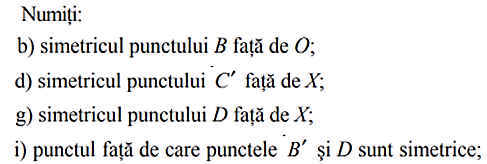 Numiți:
b) simetricul punctului B față de O;
d) simetricul punctului C′ față de X;
g) simetricul punctului D față de X;
i) punctul față de care punctele B′ și D sunt simetrice;